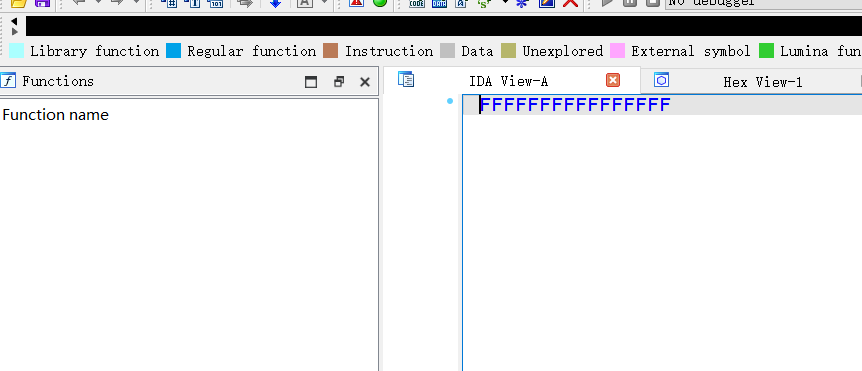 No debugger
Library function Regular function Instruction Data Unexplored External symbol Lumina fun
Functions
IDA View-A Hex View-1
Function name
FFFFFFFFFFFFFFFF